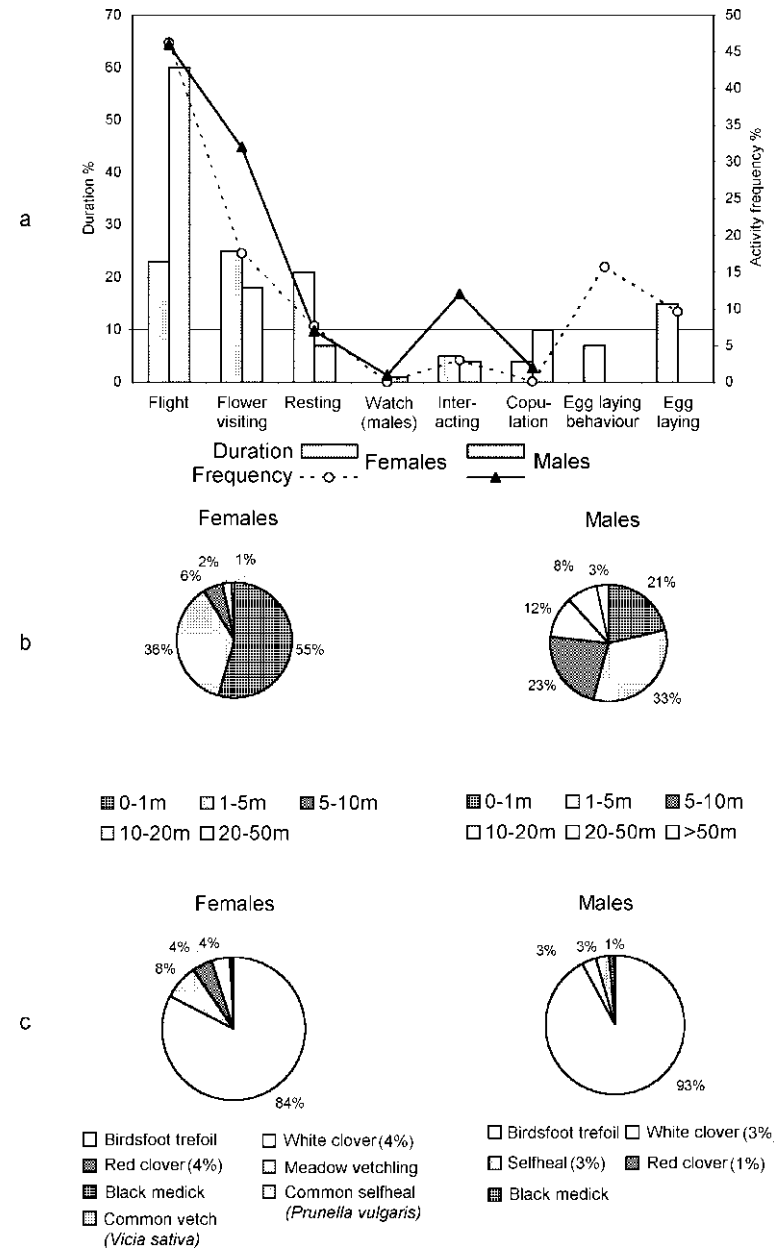 70
60
50
40
30
20
10
0
Duration %
a
50
45
40
35
30
25
20
15
10
5
0
Activity frequency %
Flight
Flower visiting
Resting
Watch (males)
Inter-acting
Copu-lation
Egg laying behaviour
Egg laying
Duration
Frequency
Females
Males
b
Females
6%
2%
1%
36%
55%
Males
8%
3%
21%
12%
23%
33%
0-1m 1-5m 5-10m
10-20m 20-50m
0-1m 1-5m 5-10m
10-20m 20-50m >50m
c
Females
4%
4%
8%
84%
Males
3%
3%
1%
93%
Birdsfoot trefoil White clover (4%)
Red clover (4%) Meadow vetchling
Black medick Common selfheal
(Prunella vulgaris)
Common vetch
(Vicia sativa)
Birdsfoot trefoil White clover (3%)
Selfheal (3%) Red clover (1%)
Black medick